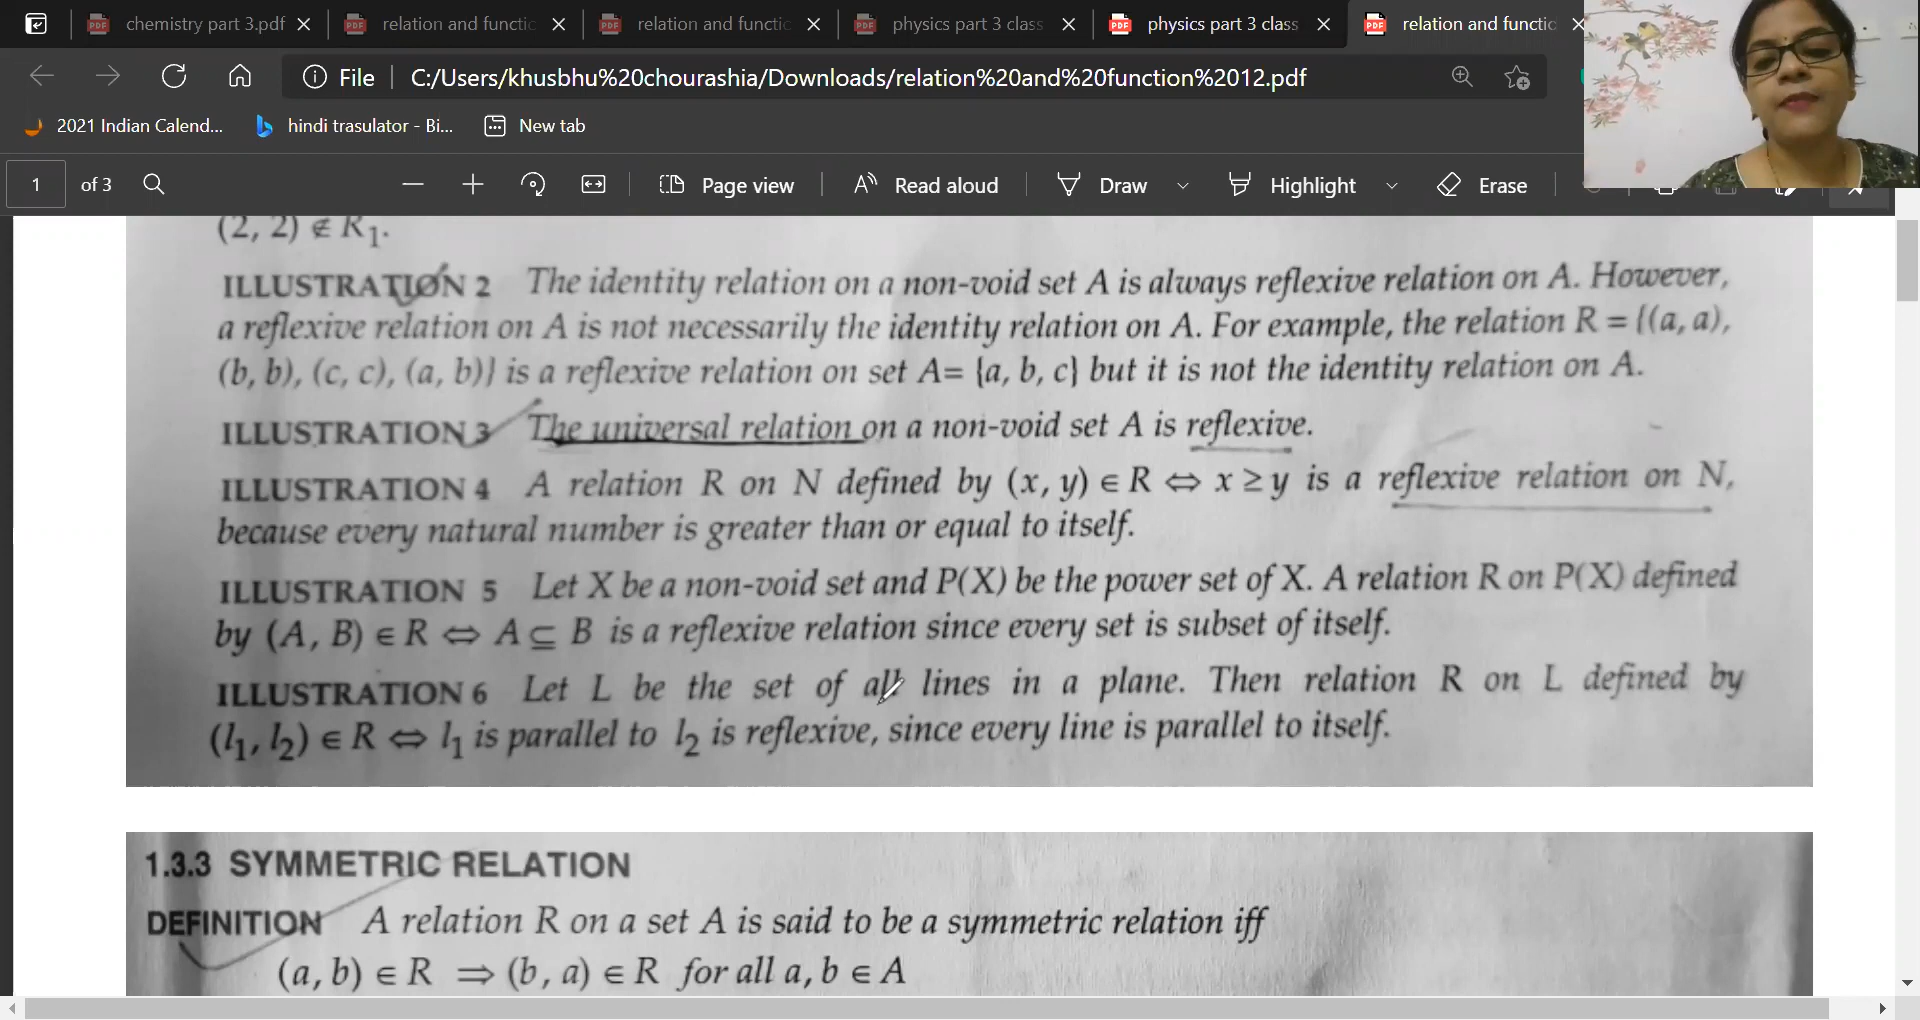 chemistry part 3.pdf
relation and functio
relation and functio
physics part 3 class
physics part 3 class
relation and functio
File C:/Users/khusbhu%20chourashia/Downloads/relation%20and%20function%2012.pdf
2021 Indian Calend...
hindi trasulator - Bi...
New tab
1 of 3
Page view
Read aloud
Draw
Highlight
Erase
(2, 2) ∉ R₁.
ILLUSTRATION 2 The identity relation on a non-void set A is always reflexive relation on A. However,
a reflexive relation on A is not necessarily the identity relation on A. For example, the relation R = {(a, a),
(b, b), (c, c), (a, b)} is a reflexive relation on set A= {a, b, c} but it is not the identity relation on A.
ILLUSTRATION 3 The universal relation on a non-void set A is reflexive.
ILLUSTRATION 4 A relation R on N defined by (x, y) ∈ R ⇔ x ≥ y is a reflexive relation on N,
because every natural number is greater than or equal to itself.
ILLUSTRATION 5 Let X be a non-void set and P(X) be the power set of X. A relation R on P(X) defined
by (A, B) ∈ R ⇔ A ⊆ B is a reflexive relation since every set is subset of itself.
ILLUSTRATION 6 Let L be the set of all lines in a plane. Then relation R on L defined by
(l₁, l₂) ∈ R ⇔ l₁ is parallel to l₂ is reflexive, since every line is parallel to itself.
1.3.3 SYMMETRIC RELATION
DEFINITION A relation R on a set A is said to be a symmetric relation iff
(a, b) ∈ R ⇒ (b, a) ∈ R for all a, b ∈ A